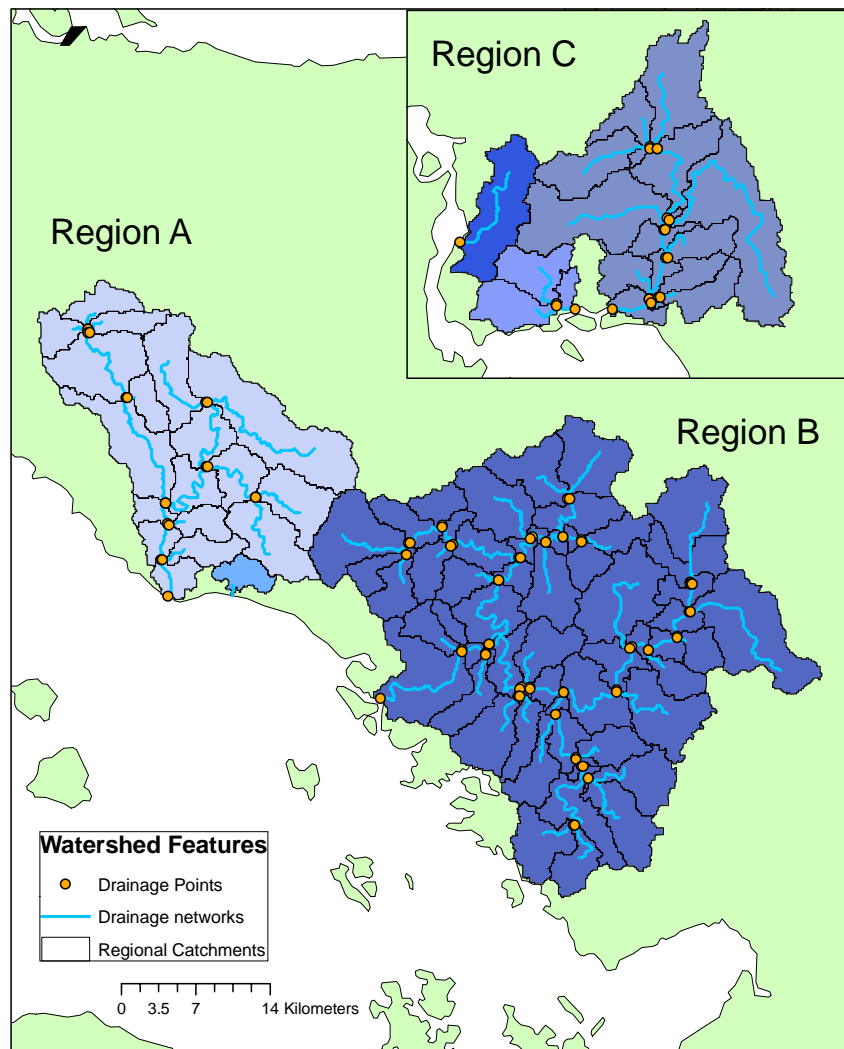 Region C
Region A
Region B
Watershed Features
Drainage Points
Drainage networks
Regional Catchments
0 3.5 7 14 Kilometers